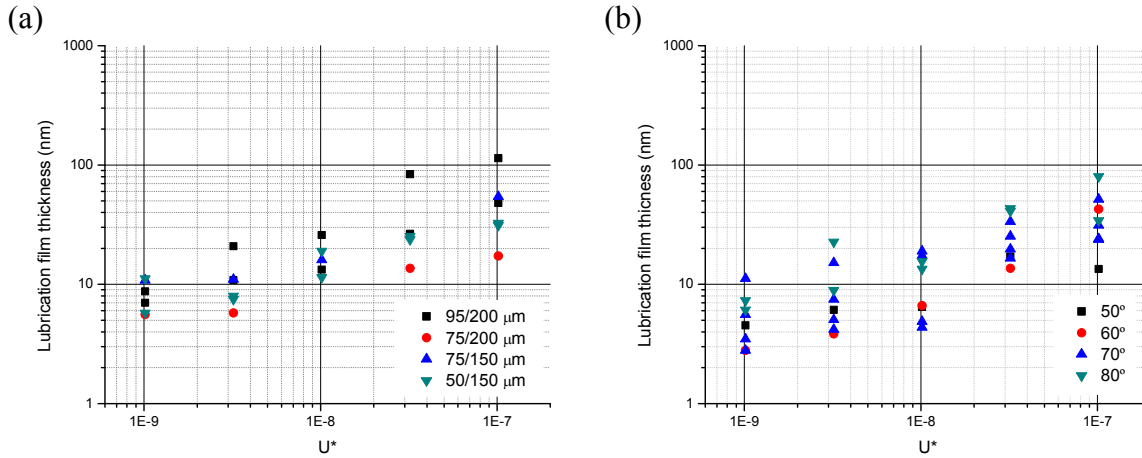 (a)
1000
100
10
1
Lubrication film thickness (nm)
95/200 μm
75/200 μm
75/150 μm
50/150 μm
1E-9
1E-8
1E-7
U*
(b)
1000
100
10
1
Lubrication film thicness (nm)
50º
60º
70º
80º
1E-9
1E-8
1E-7
U*